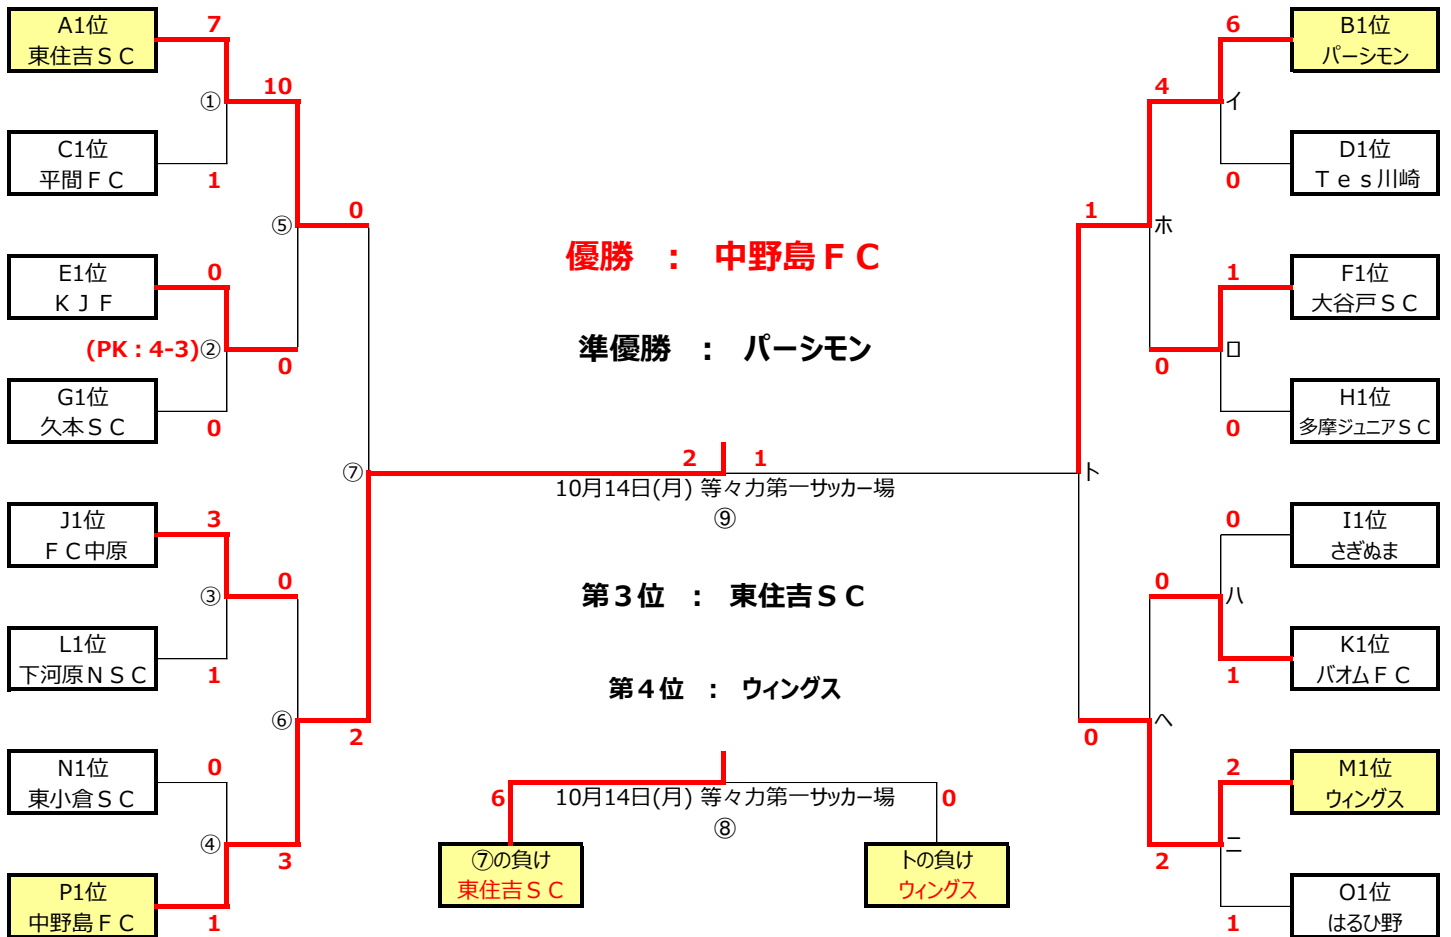 A1位
東住吉ＳＣ
7
10
①
C1位
平間ＦＣ
1
⑤
0
E1位
ＫＪＦ
0
(PK：4-3)
②
0
G1位
久本ＳＣ
0
⑦
J1位
ＦＣ中原
3
0
③
L1位
下河原ＮＳＣ
1
⑥
2
N1位
東小倉ＳＣ
0
④
3
P1位
中野島ＦＣ
1
優勝　：　中野島ＦＣ
準優勝　：　パーシモン
2
1
10月14日(月) 等々力第一サッカー場
⑨
第３位　：　東住吉ＳＣ
第４位　：　ウィングス
6
10月14日(月) 等々力第一サッカー場
0
⑧
⑦の負け
東住吉ＳＣ
トの負け
ウィングス
6
B1位
パーシモン
4
イ
D1位
Ｔｅｓ川崎
0
1
ホ
1
F1位
大谷戸ＳＣ
0
ロ
H1位
多摩ジュニアＳＣ
0
ト
0
I1位
さぎぬま
0
ハ
K1位
バオムＦＣ
1
ヘ
0
2
M1位
ウィングス
2
ニ
O1位
はるひ野
1